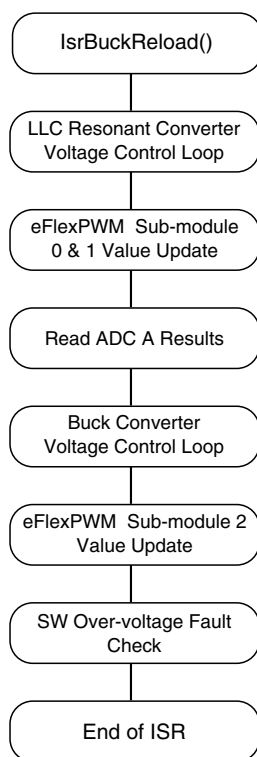 IsrBuckReload()
LLC Resonant Converter
Voltage Control Loop
eFlexPWM Sub-module
0 & 1 Value Update
Read ADC A Results
Buck Converter
Voltage Control Loop
eFlexPWM Sub-module 2
Value Update
SW Over-voltage Fault
Check
End of ISR